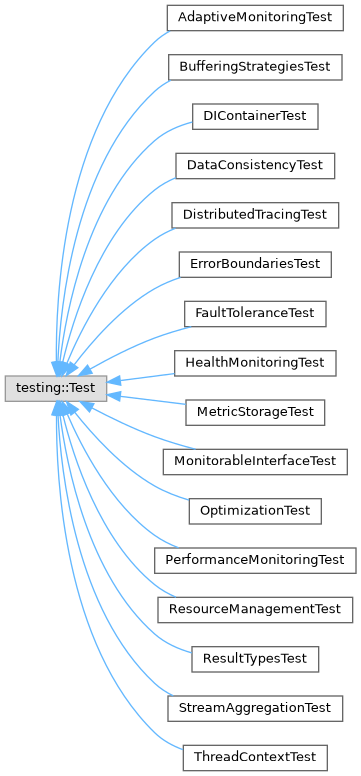 AdaptiveMonitoringTest
BufferingStrategiesTest
DIContainerTest
DataConsistencyTest
DistributedTracingTest
ErrorBoundariesTest
FaultToleranceTest
HealthMonitoringTest
testing::Test
MetricStorageTest
MonitorableInterfaceTest
OptimizationTest
PerformanceMonitoringTest
ResourceManagementTest
ResultTypesTest
StreamAggregationTest
ThreadContextTest